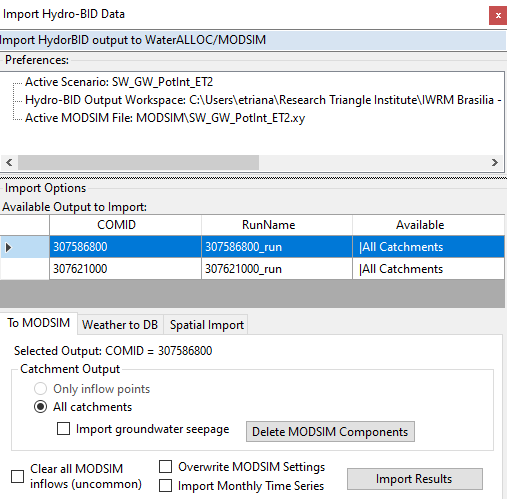 Import Hydro-BID Data
x
Import HydorBID output to WaterALLOC/MODSIM
Preferences:
Active Scenario: SW_GW_PotInt_ET2
Hydro-BID Output Workspace: C:\Users\etriana\Research Triangle Institute\IWRM Brasilia -
Active MODSIM File: MODSIM\SW_GW_PotInt_ET2.xy
Import Options
Available Output to Import:
COMID RunName Available
307586800 307586800_run |All Catchments
307621000 307621000_run |All Catchments
To MODSIM Weather to DB Spatial Import
Selected Output: COMID = 307586800
Catchment Output
Only inflow points
All catchments
Import groundwater seepage Delete MODSIM Components
Clear all MODSIM inflows (uncommon)
Overwrite MODSIM Settings
Import Monthly Time Series
Import Results